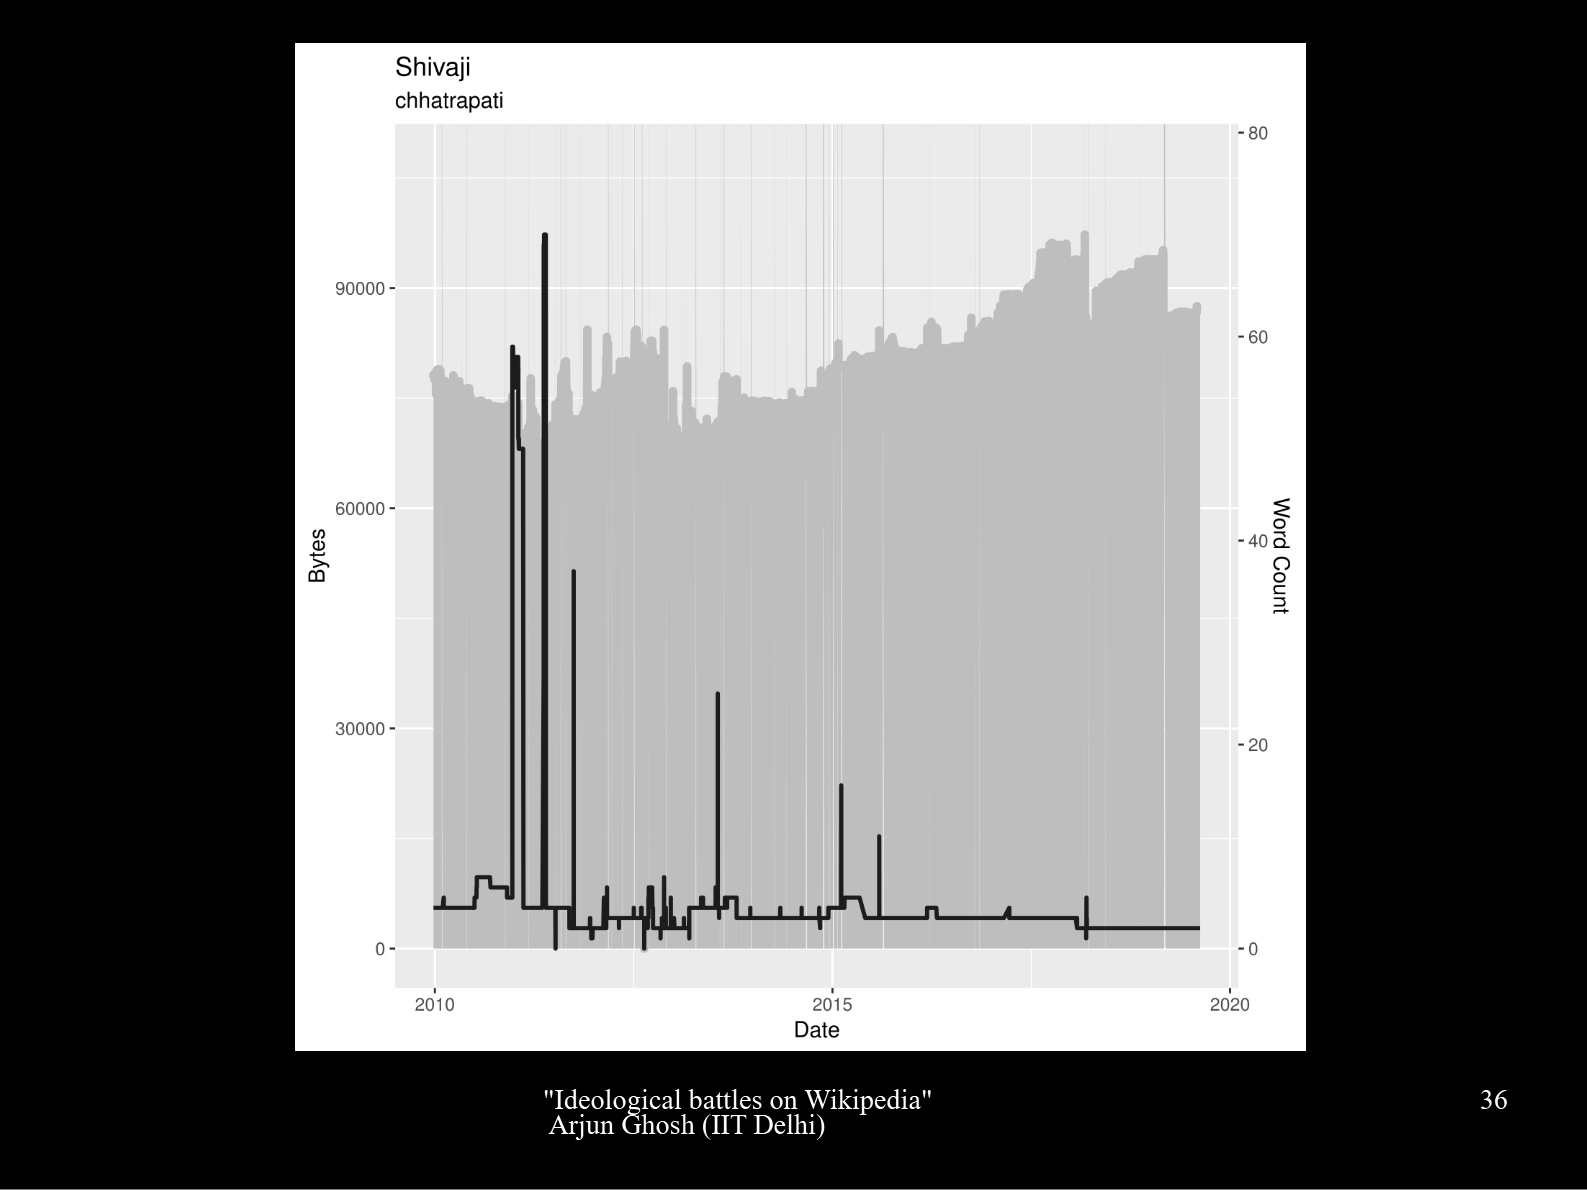 Shivaji
chhatrapati
80
90000
60
60000
Bytes
40
Word Count
30000
20
0
0
2010
2015
2020
Date
"Ideological battles on Wikipedia"
36
Arjun Ghosh (IIT Delhi)